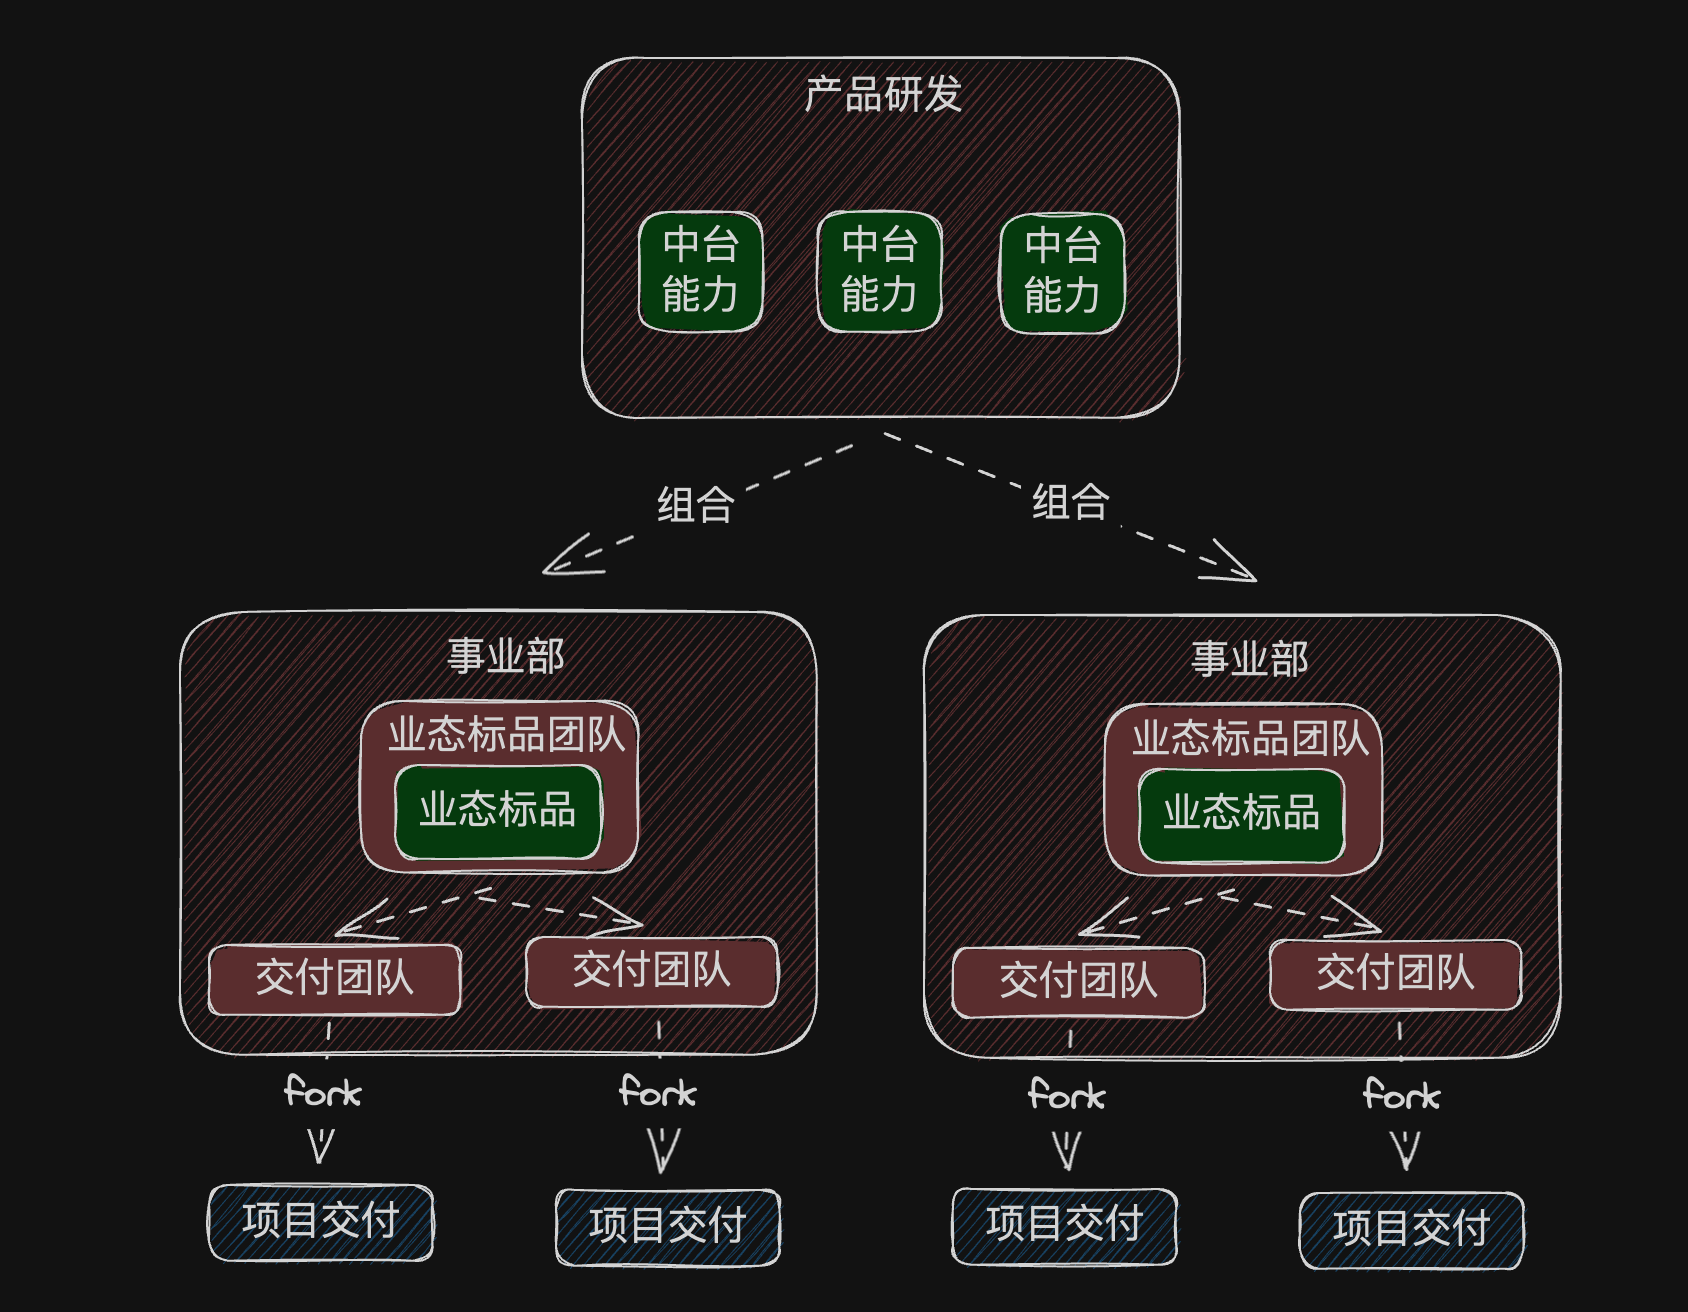 产品研发
中台
能力
中台
能力
中台
能力
组合
组合
事业部
业态标品团队
业态标品
交付团队
交付团队
fork
fork
项目交付
项目交付
事业部
业态标品团队
业态标品
交付团队
交付团队
fork
fork
项目交付
项目交付